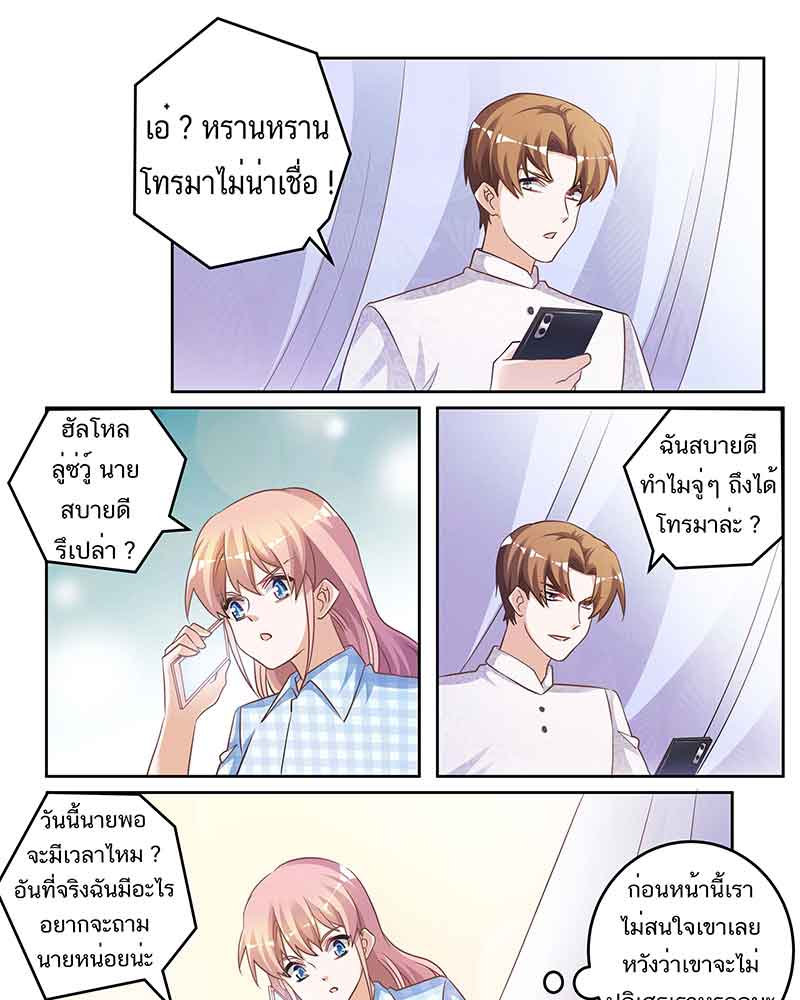 เอ๋ ? หรานหราน
โทรมาไม่น่าเชื่อ !
ฮัลโหล
ลู่ซ่วู์ นาย
สบายดี
รึเปล่า ?
ฉันสบายดี
ทำไมจู่ๆ ถึงได้
โทรมาล่ะ ?
วันนี้นายพอ
จะมีเวลาไหม ?
อันที่จริงฉันมีอะไร
อยากจะถาม
นายหน่อยน่ะ
ก่อนหน้านี้เรา
ไม่สนใจเขาเลย
หวังว่าเขาจะไม่